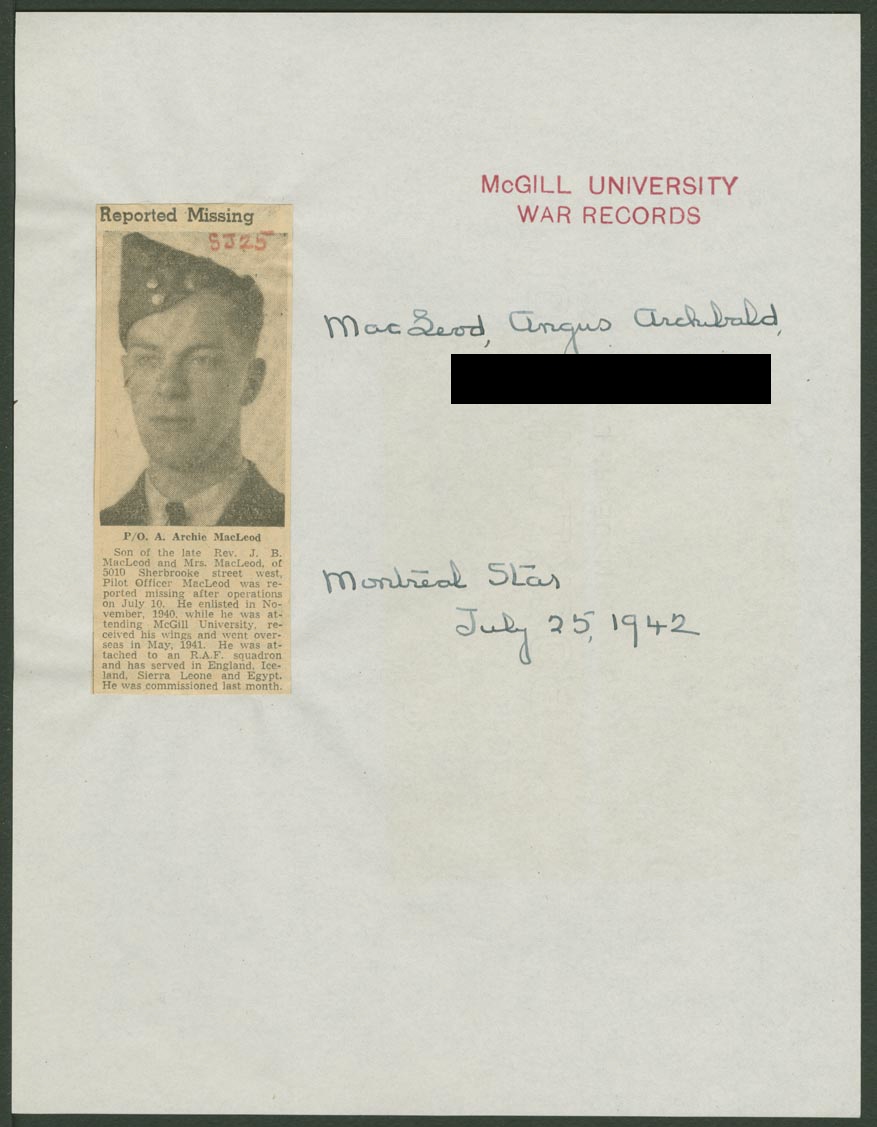 McGILL UNIVERSITY
WAR RECORDS
Reported Missing
SJ25
MacLeod, Angus Archibald,
P/O. A. Archie MacLeod
Son of the late Rev. J. B.
MacLeod and Mrs. MacLeod, of
5010 Sherbrooke street west,
Pilot Officer MacLeod was re-
ported missing after operations
on July 10. He enlisted in No-
vember, 1940, while he was at-
tending McGill University, re-
ceived his wings and went over-
seas in May, 1941. He was at-
tached to an R.A.F. squadron
and has served in England, Ice-
land, Sierra Leone and Egypt.
He was commissioned last month.
Montreal Star
July 25, 1942